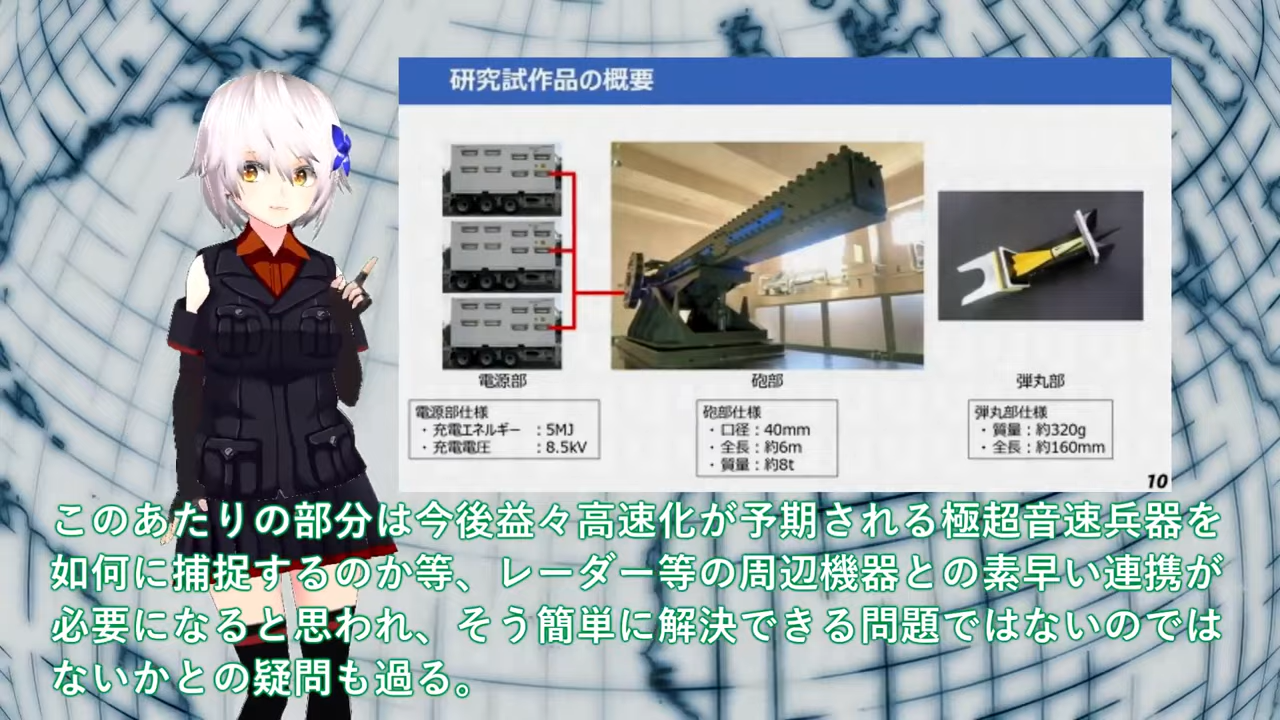 研究試作品の概要
電源部
砲部
弾丸部
電源部仕様
・充電エネルギー ：5MJ
・充電電圧 ：8.5kV
砲部仕様
・口径：40mm
・全長：約6m
・質量：約8t
弾丸部仕様
・質量：約320g
・全長：約160mm
10
このあたりの部分は今後益々高速化が予期される極超音速兵器を
如何に捕捉するのか等、レーダー等の周辺機器との素早い連携が
必要になると思われ、そう簡単に解決できる問題ではないのでは
ないかとの疑問も過る。